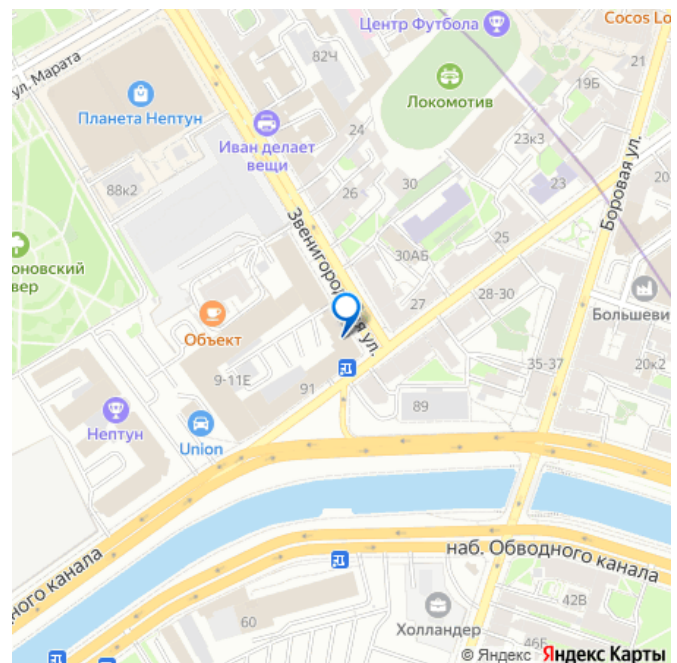 Центр Футбола
Cocos Lo
82Ч
21
ул. Марата
19Б
Локомотив
Планета Нептун
Иван делает
вещи
24
23к3
Боровая ул.
88к2
26
30
23
20
Звенигородская ул.
оновский
вер
30АБ
25
28-30
27
Большеви
Объект
35-37
20к2
9-11Е
91
89
Нептун
Union
наб. Обводного канала
дного канала
42В
60
Холландер
46Б
© Яндекс Яндекс Карты